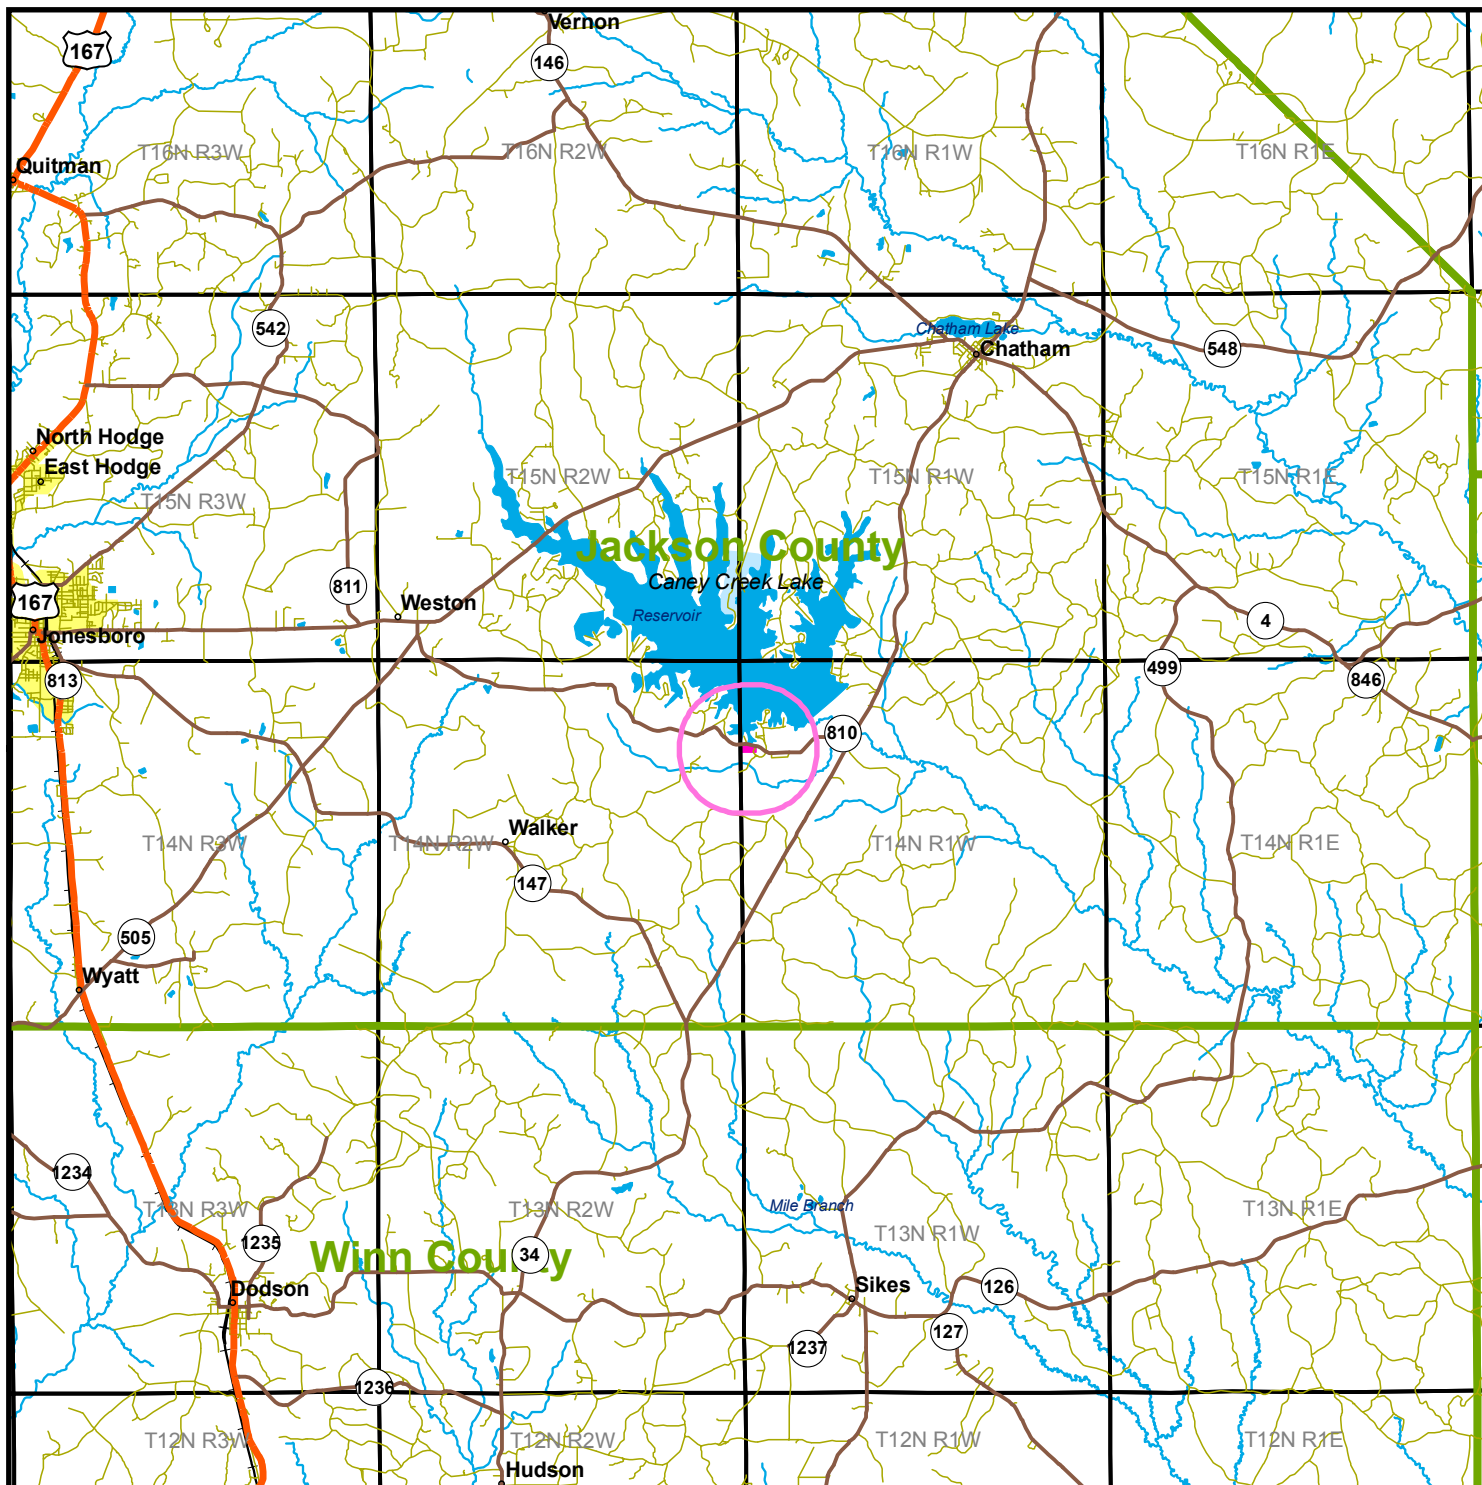 Vernon
167
146
T16N R3W
T16N R2W
T16N R1W
T16N R1E
Quitman
542
Chatham Lake
Chatham
548
North Hodge
East Hodge
T15N R3W
T15N R2W
T15N R1W
T15N R1E
Jackson County
Caney Creek Lake
Reservoir
811
167
Weston
4
Jonesboro
813
499
846
810
T14N R3W
T14N R2W
Walker
T14N R1W
T14N R1E
147
505
Wyatt
1234
T13N R3W
T13N R2W
Mile Branch
T13N R1W
T13N R1E
1235
Winn County
34
Dodson
Sikes
126
127
1237
1236
T12N R3W
T12N R2W
T12N R1W
T12N R1E
Hudson